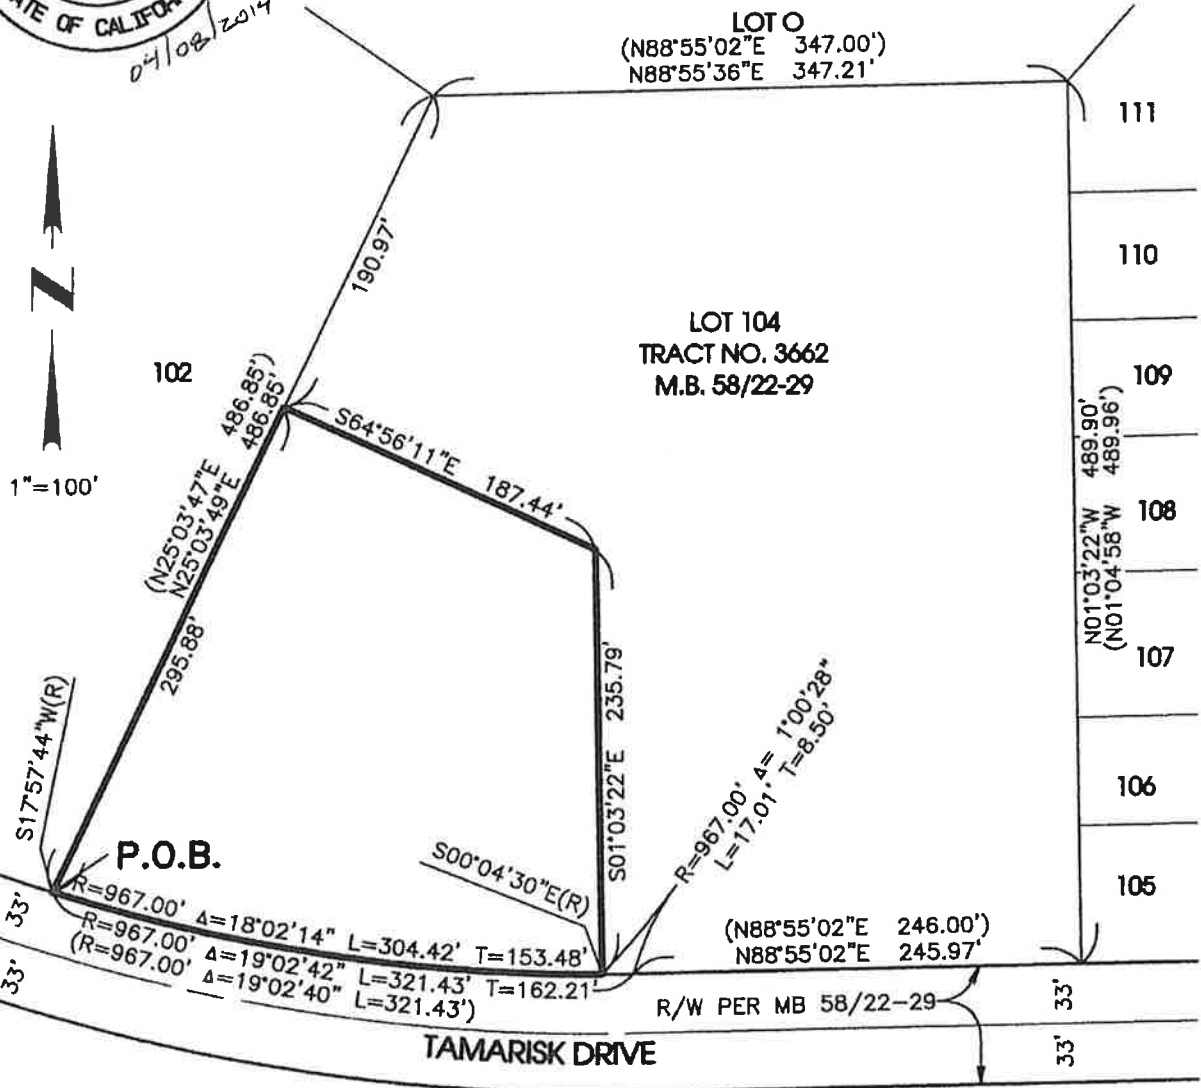 ATE OF CALIFOR
04/08/2019
LOT O
(N88°55'02"E 347.00')
N88°55'36"E 347.21'
111
110
109
108
107
106
105
190.97'
Z
102
LOT 104
TRACT NO. 3662
M.B. 58/22-29
1"=100'
(N25°03'47"E 486.85')
N25°03'49"E 486.85'
S64°56'11"E 187.44'
489.90'
N01°03'22"W
(N01°04'58"W 489.96')
295.88'
S01°03'22"E 235.79'
R=967.00' Δ= 1°00'28"
L=17.01' T=8.50'
S17°57'44"W(R)
P.O.B.
S00°04'30"E(R)
R=967.00' Δ=18°02'14" L=304.42' T=153.48'
R=967.00' Δ=19°02'42" L=321.43' T=162.21'
(R=967.00' Δ=19°02'40" L=321.43')
(N88°55'02"E 246.00')
N88°55'02"E 245.97'
33'
33'
R/W PER MB 58/22-29
33'
33'
TAMARISK DRIVE